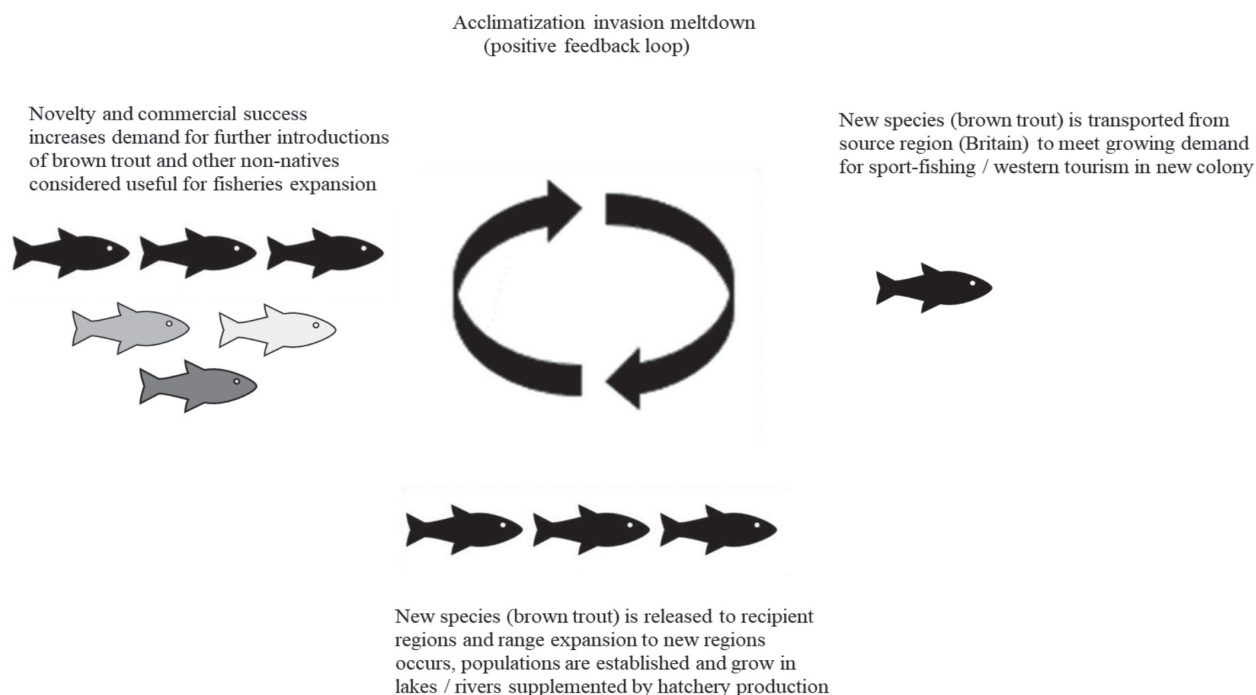 Acclimatization invasion meltdown
(positive feedback loop)
Novelty and commercial success
increases demand for further introductions
of brown trout and other non-natives
considered useful for fisheries expansion
New species (brown trout) is transported from
source region (Britain) to meet growing demand
for sport-fishing / western tourism in new colony
New species (brown trout) is released to recipient
regions and range expansion to new regions
occurs, populations are established and grow in
lakes / rivers supplemented by hatchery production